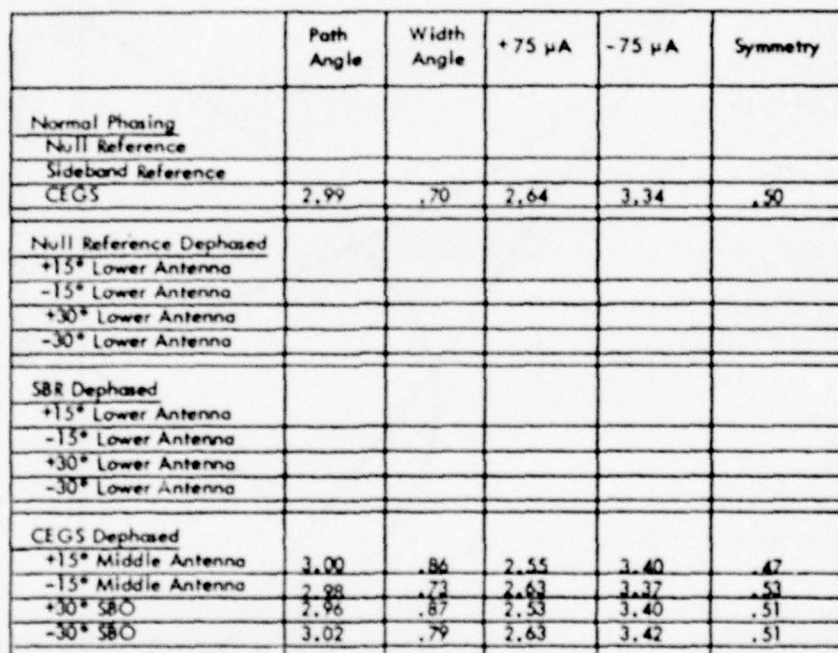 Path Angle Width Angle +75 µA -75 µA Symmetry
Normal Phasing
Null Reference
Sideband Reference
CEGS 2.99 .70 2.64 3.34 .50
Null Reference Dephased
+15° Lower Antenna
-15° Lower Antenna
+30° Lower Antenna
-30° Lower Antenna
SBR Dephased
+15° Lower Antenna
-15° Lower Antenna
+30° Lower Antenna
-30° Lower Antenna
CEGS Dephased
+15° Middle Antenna 3.00 .86 2.55 3.40 .47
-15° Middle Antenna 2.98 .73 2.63 3.37 .53
+30° SBO 2.96 .87 2.53 3.40 .51
-30° SBO 3.02 .79 2.63 3.42 .51